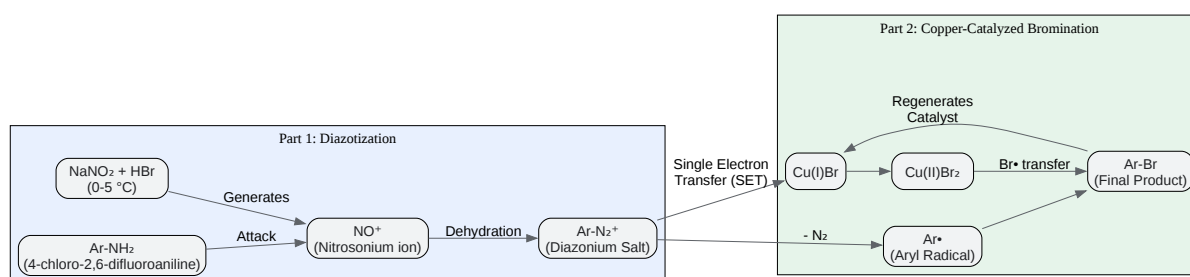 Part 1: Diazotization
NaNO₂ + HBr
(0-5 °C)
Generates
Ar-NH₂
(4-chloro-2,6-difluoroaniline)
Attack
NO⁺
(Nitrosonium ion)
Dehydration
Ar-N₂⁺
(Diazonium Salt)
Single Electron
Transfer (SET)
- N₂
Part 2: Copper-Catalyzed Bromination
Regenerates
Catalyst
Cu(I)Br
Cu(II)Br₂
Br• transfer
Ar-Br
(Final Product)
Ar•
(Aryl Radical)